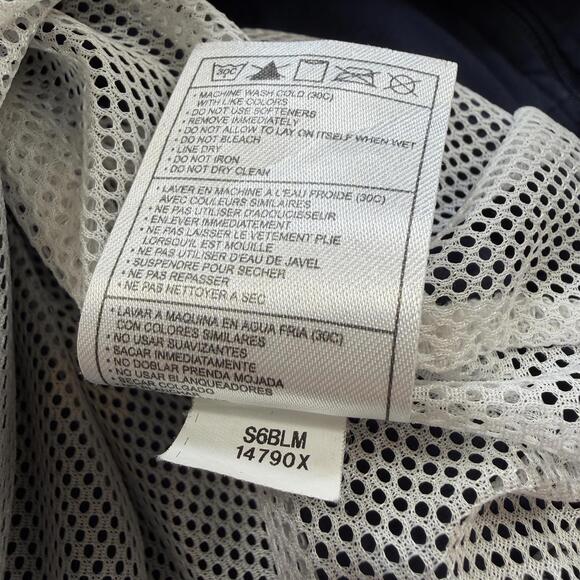 30C
• MACHINE WASH COLD (30C)
WITH LIKE COLORS
• DO NOT USE SOFTENERS
• REMOVE IMMEDIATELY
• DO NOT ALLOW TO LAY ON ITSELF WHEN WET
• DO NOT BLEACH
• LINE DRY
• DO NOT IRON
• DO NOT DRY CLEAN
• LAVER EN MACHINE A L'EAU FROIDE (30C)
AVEC COULEURS SIMILAIRES
• NE PAS UTILISER D'ADOUCISSEUR
• ENLEVER IMMEDIATEMENT
• NE PAS LAISSER LE VETEMENT PLIE
LORSQU'IL EST MOUILLE
• NE PAS UTILISER D'EAU DE JAVEL
• SUSPENDRE POUR SECHER
• NE PAS REPASSER
• NE PAS NETTOYER A SEC
• LAVAR A MAQUINA EN AGUA FRIA (30C)
CON COLORES SIMILARES
• NO USAR SUAVIZANTES
• SACAR IMMEDIATAMENTE
• NO DOBLAR PRENDA MOJADA
• NO USAR BLANQUEADORES
• SECAR COLGADO
S6BLM
14790X